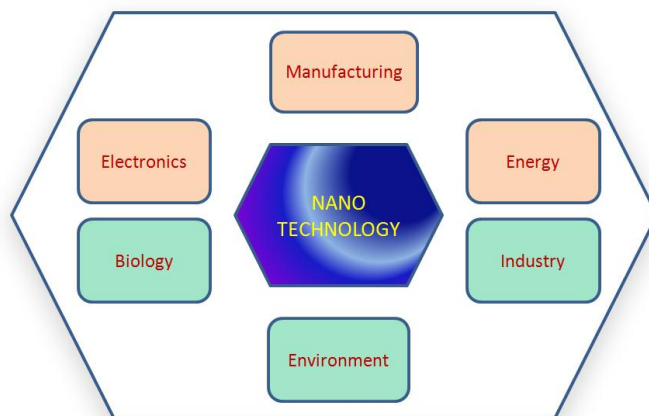 Manufacturing
Electronics
Energy
NANO
TECHNOLOGY
Biology
Industry
Environment